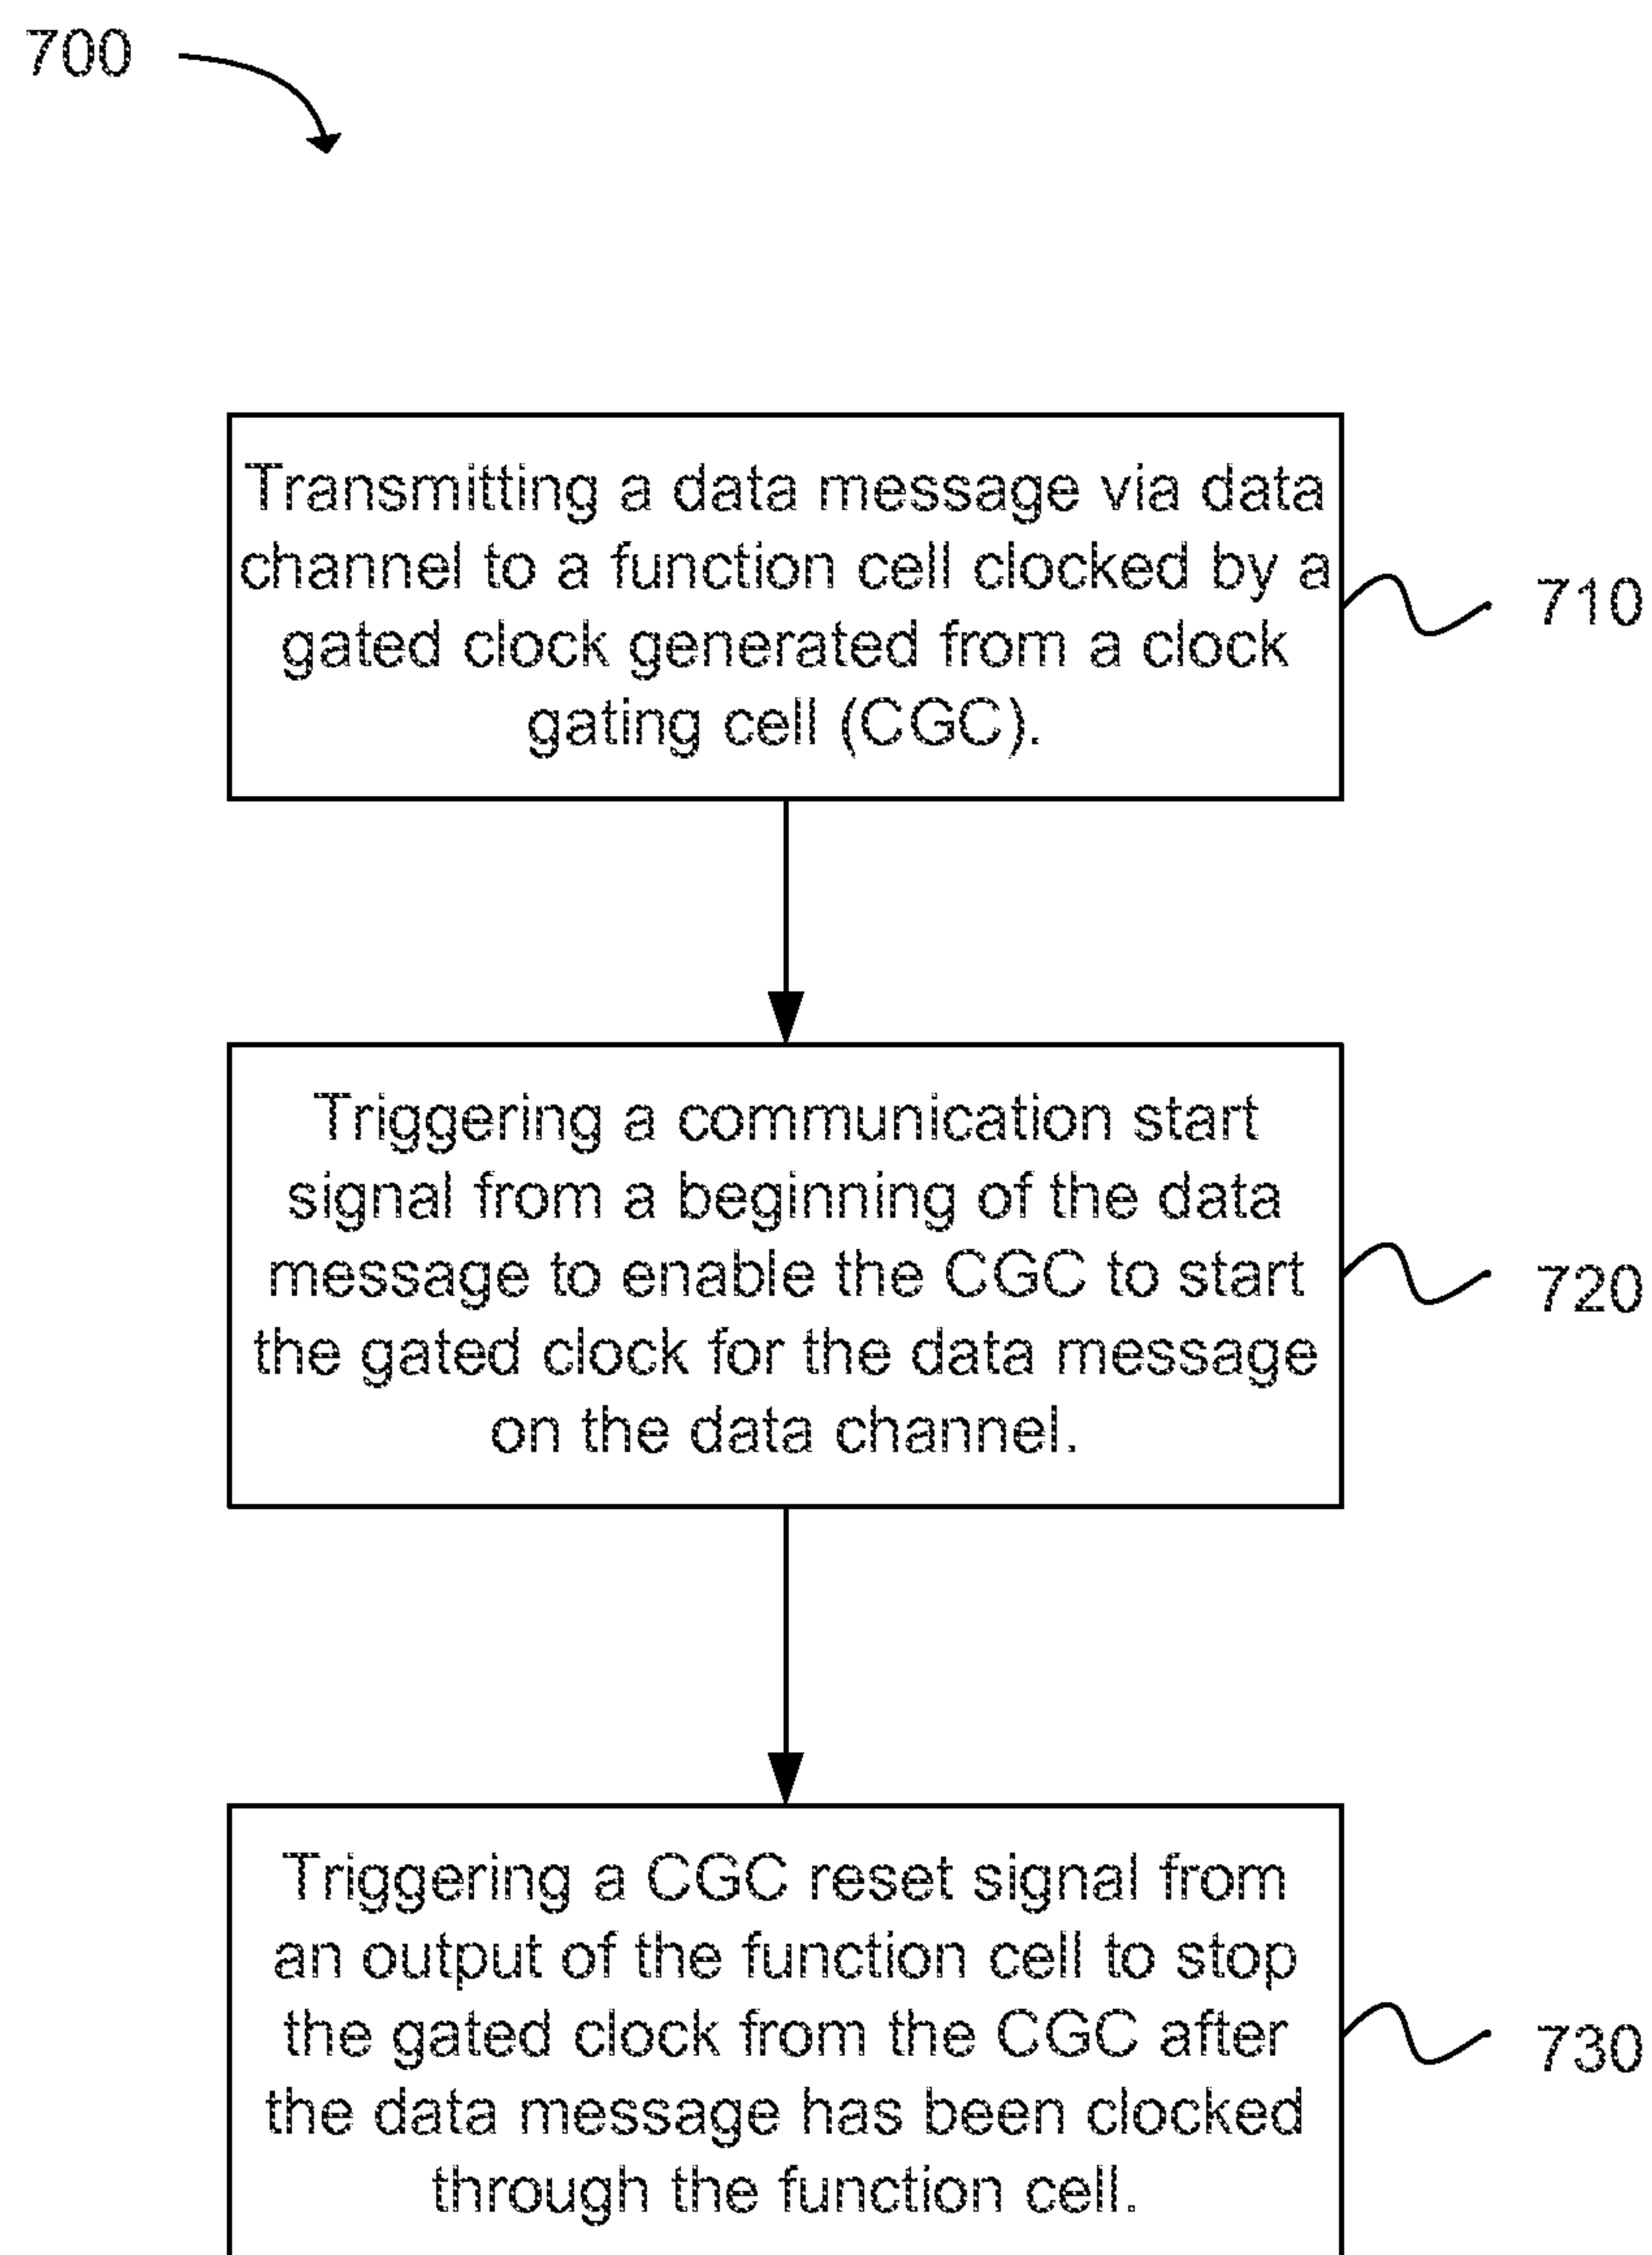 700
Transmitting a data message via data
channel to a function cell clocked by a
gated clock generated from a clock
gating cell (CGC).
710
Triggering a communication start
signal from a beginning of the data
message to enable the CGC to start
the gated clock for the data message
on the data channel.
720
Triggering a CGC reset signal from
an output of the function cell to stop
the gated clock from the CGC after
the data message has been clocked
through the function cell.
730